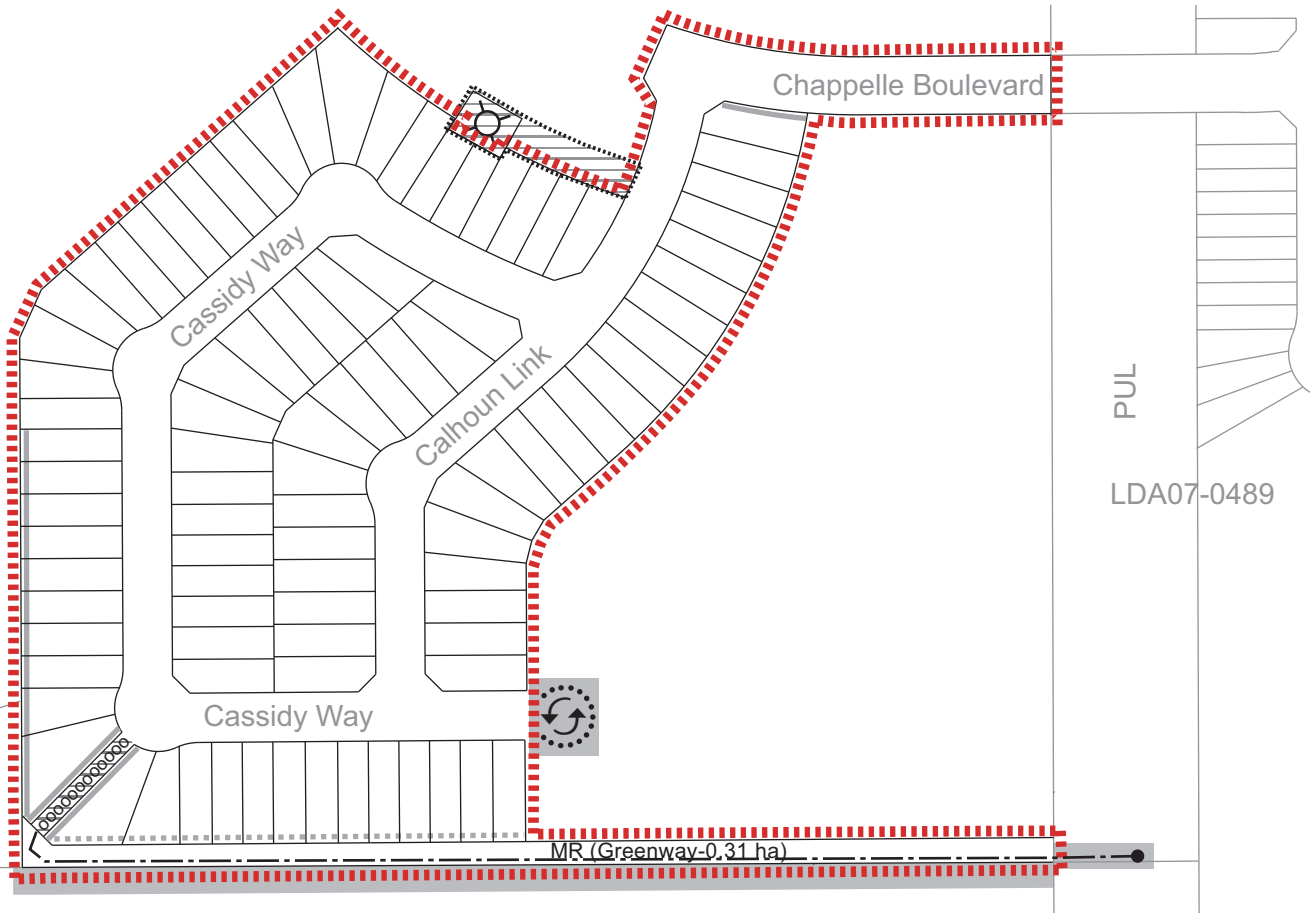 Chappelle Boulevard
Cassidy Way
Calhoun Link
PUL
LDA07-0489
Cassidy Way
MR (Greenway-0.31 ha)